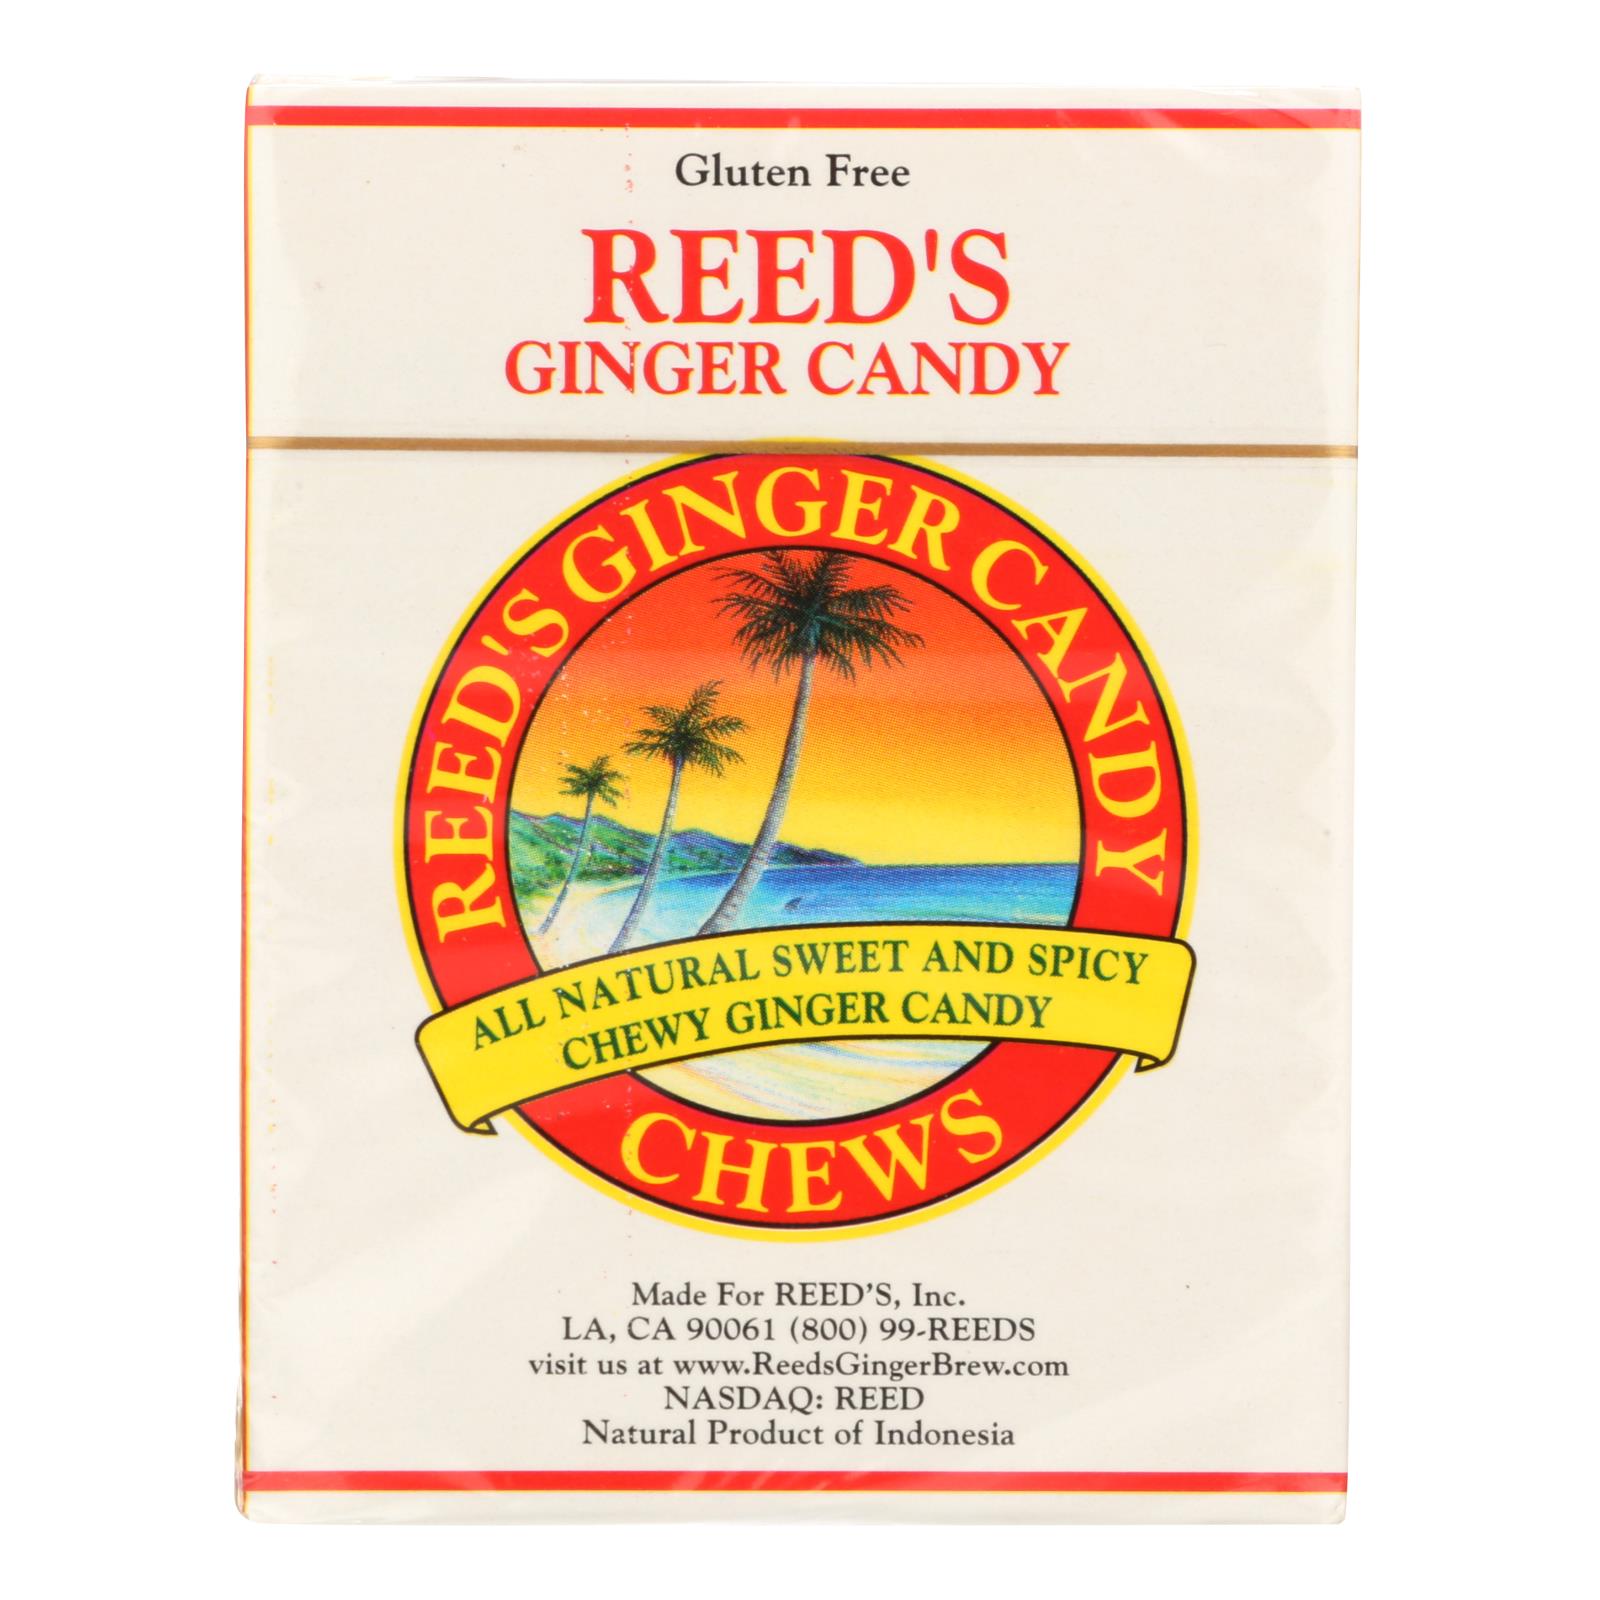 Gluten Free
REED'S
GINGER CANDY
REED'S GINGER CANDY
ALL NATURAL SWEET AND SPICY
CHEWY GINGER CANDY
CHEWS
Made For REED'S, Inc.
LA, CA 90061 (800) 99-REEDS
visit us at www.ReedsGingerBrew.com
NASDAQ: REED
Natural Product of Indonesia